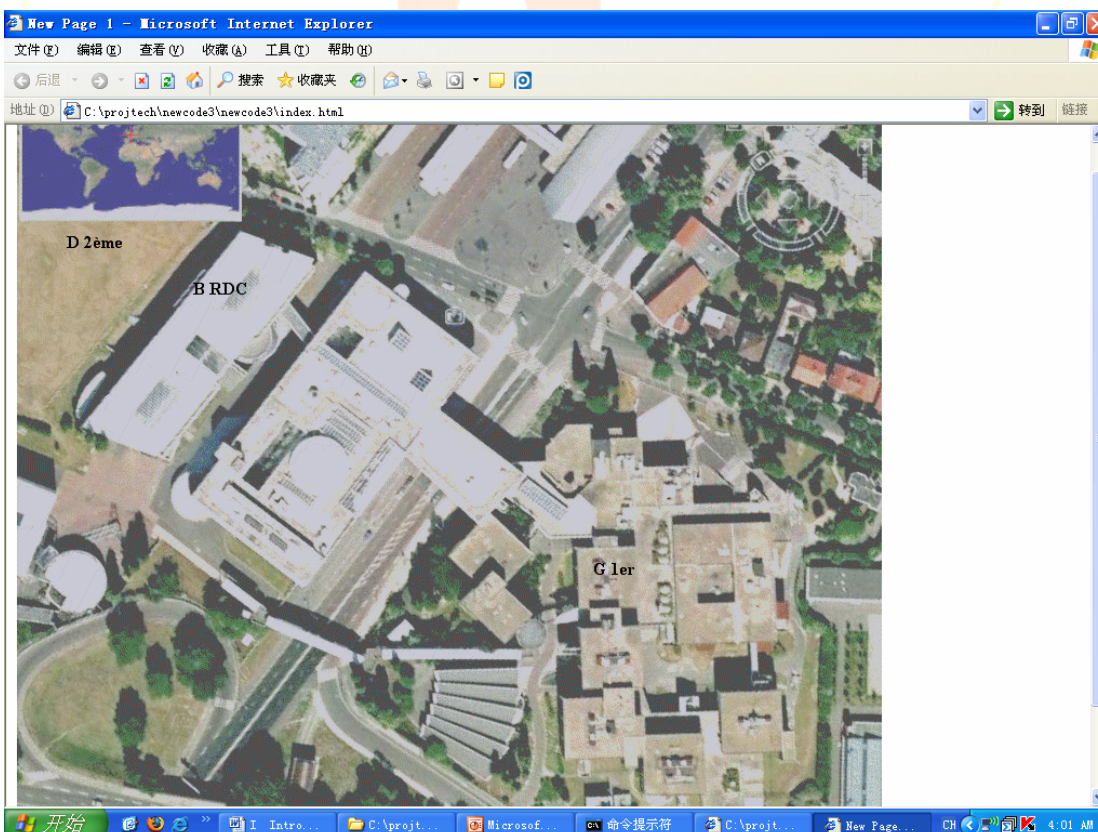 New Page 1 - Microsoft Internet Explorer
文件(F) 编辑(E) 查看(V) 收藏(A) 工具(T) 帮助(H)
后退 搜索 收藏夹
地址(D) C:\projtech\newcode3\newcode3\index.html 转到 链接
D 2ème
B RDC
G 1er
开始 I Intro... C:\projt... Microsof... 命令提示符 C:\projt... New Page... CH 4:01 AM